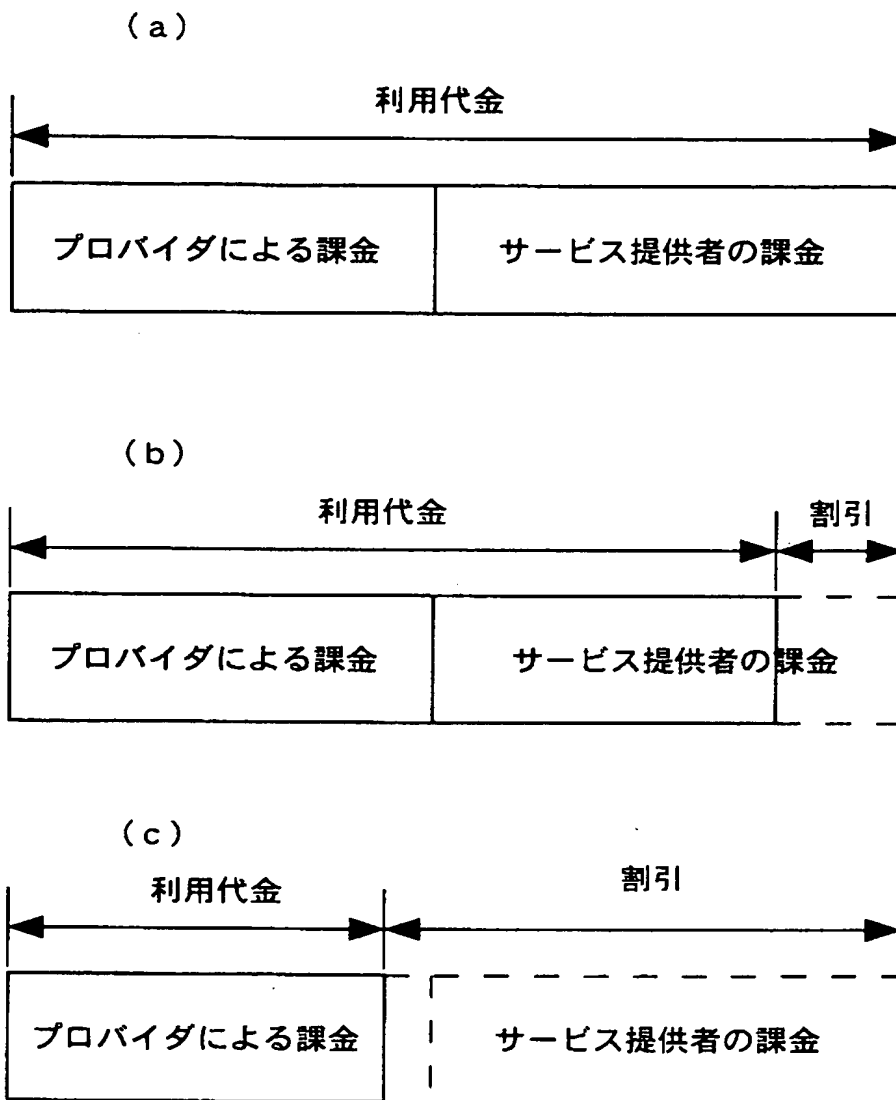 (a)
利用代金
プロバイダによる課金 サービス提供者の課金
(b)
利用代金 割引
プロバイダによる課金 サービス提供者の課金
(c)
利用代金 割引
プロバイダによる課金 サービス提供者の課金